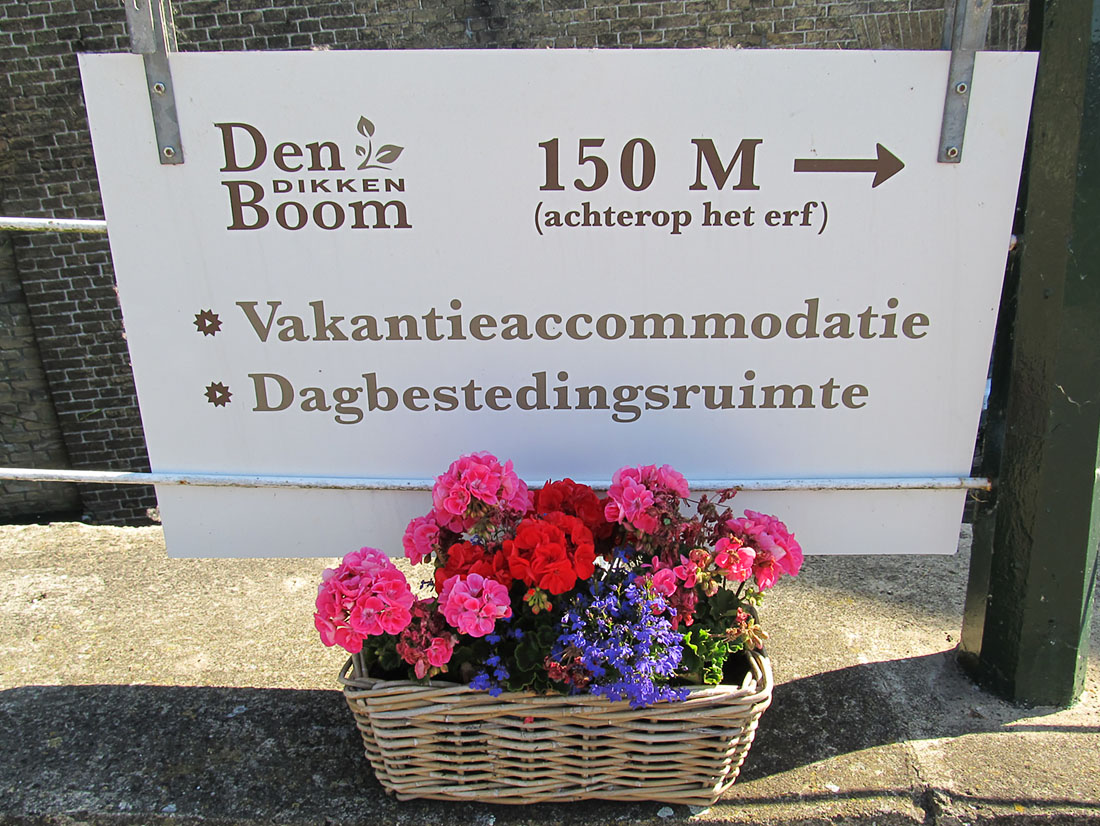 Den
DIKKEN
Boom
150 M
(achterop het erf)
Vakantieaccommodatie
Dagbestedingsruimte